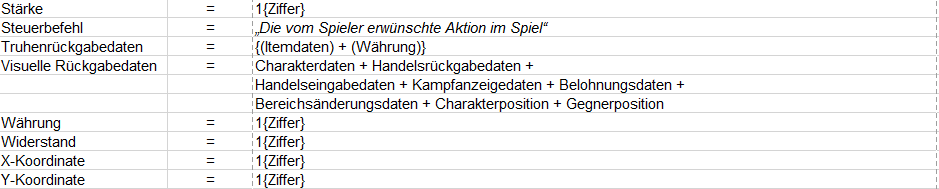 Stärke = 1{Ziffer}
Steuerbefehl = „Die vom Spieler erwünschte Aktion im Spiel“
Truhenrückgabedaten = {(Itemdaten) + (Währung)}
Visuelle Rückgabedaten = Charakterdaten + Handelsrückgabedaten +
Handelseingabedaten + Kampfanzeigedaten + Belohnungsdaten +
Bereichsänderungsdaten + Charakterposition + Gegnerposition
Währung = 1{Ziffer}
Widerstand = 1{Ziffer}
X-Koordinate = 1{Ziffer}
Y-Koordinate = 1{Ziffer}